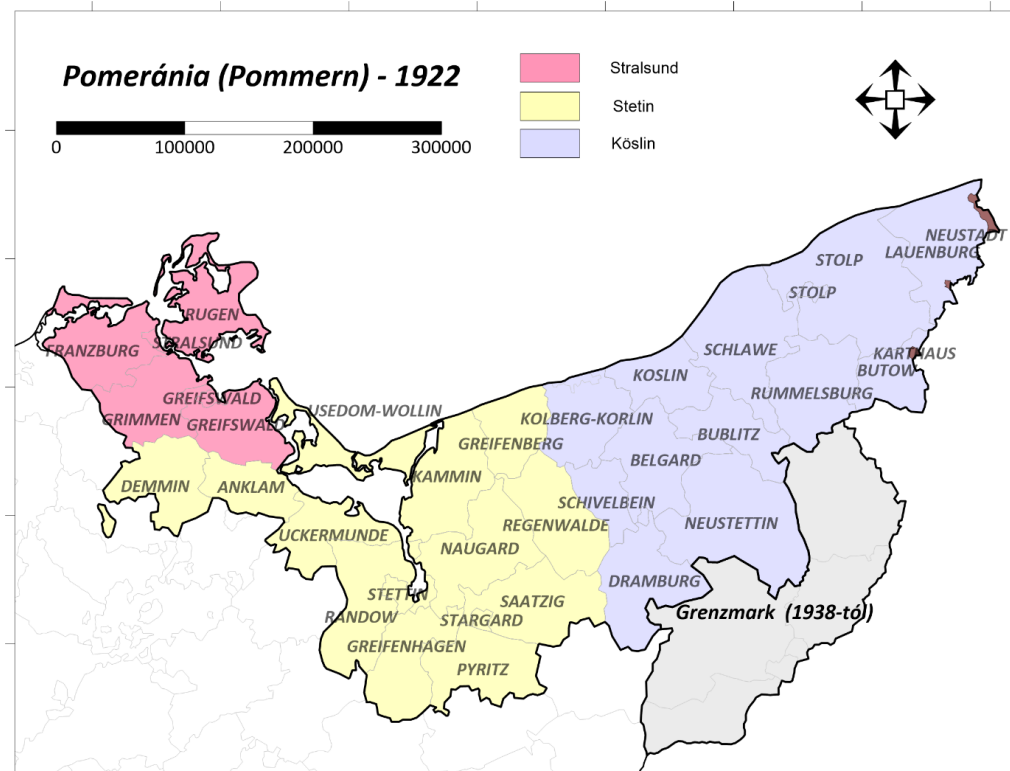 Pomeránia (Pommern) - 1922
0 100000 200000 300000
Stralsund
Stetin
Köslin
NEUSTADT
LAUENBURG
STOLP
STOLP
RUGEN
STRALSUND
FRANZBURG
SCHLAWE
KARTHAUS
BUTOW
KOSLIN
RUMMELSBURG
GREIFSWALD
GRIMMEN
GREIFSWALD
USEDOM-WOLLIN
KOLBERG-KORLIN
BUBLITZ
GREIFENBERG
BELGARD
KAMMIN
DEMMIN
ANKLAM
SCHIVELBEIN
REGENWALDE
NEUSTETTIN
UCKERMUNDE
NAUGARD
DRAMBURG
STETTIN
SAATZIG
RANDOW
STARGARD
Grenzmark (1938-tól)
GREIFENHAGEN
PYRITZ